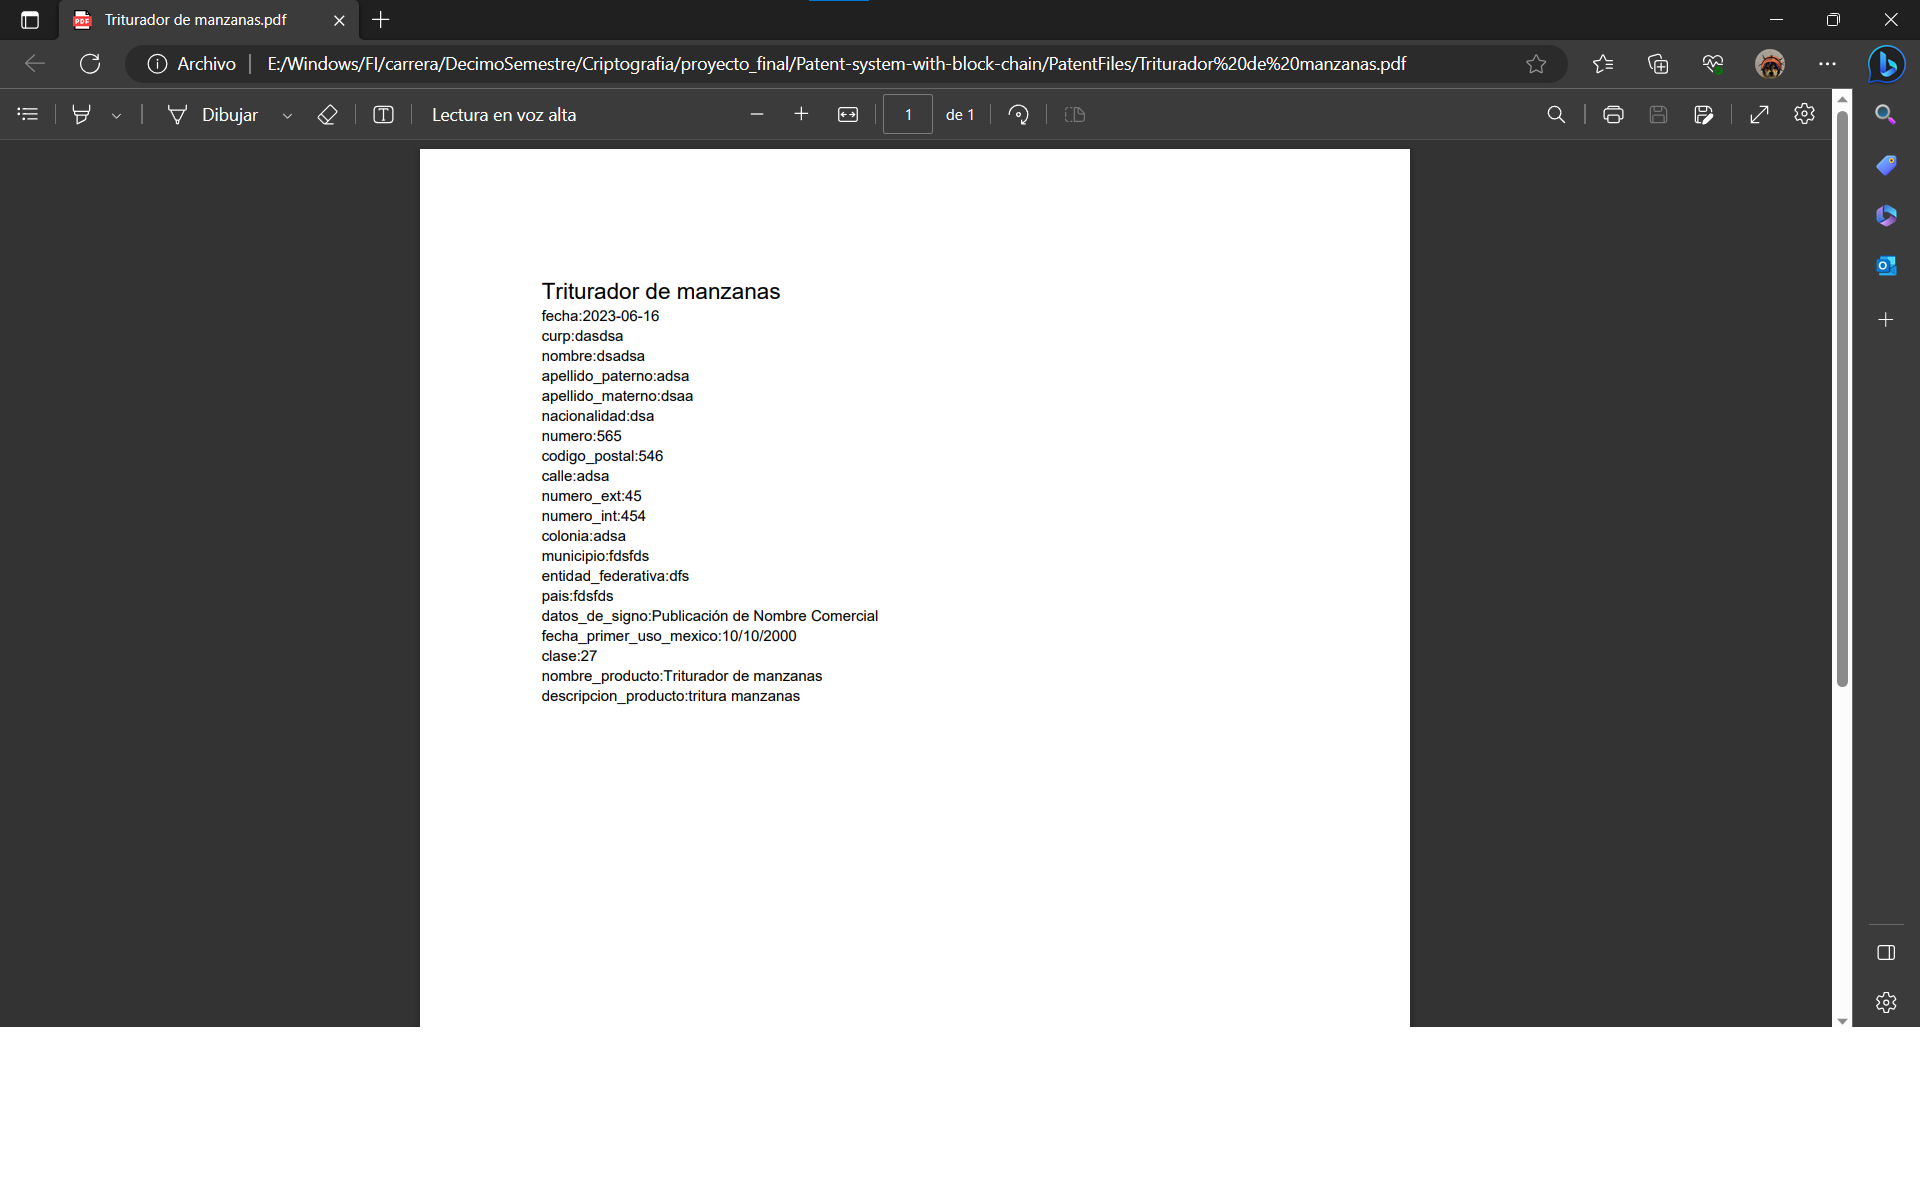 Triturador de manzanas.pdf
Archivo E:/Windows/FI/carrera/DecimoSemestre/Criptografia/proyecto_final/Patent-system-with-block-chain/PatentFiles/Triturador%20de%20manzanas.pdf
Dibujar Lectura en voz alta 1 de 1
Triturador de manzanas
fecha:2023-06-16
curp:dasdsa
nombre:dsadsa
apellido_paterno:adsa
apellido_materno:dsaa
nacionalidad:dsa
numero:565
codigo_postal:546
calle:adsa
numero_ext:45
numero_int:454
colonia:adsa
municipio:fdsfds
entidad_federativa:dfs
pais:fdsfds
datos_de_signo:Publicación de Nombre Comercial
fecha_primer_uso_mexico:10/10/2000
clase:27
nombre_producto:Triturador de manzanas
descripcion_producto:tritura manzanas